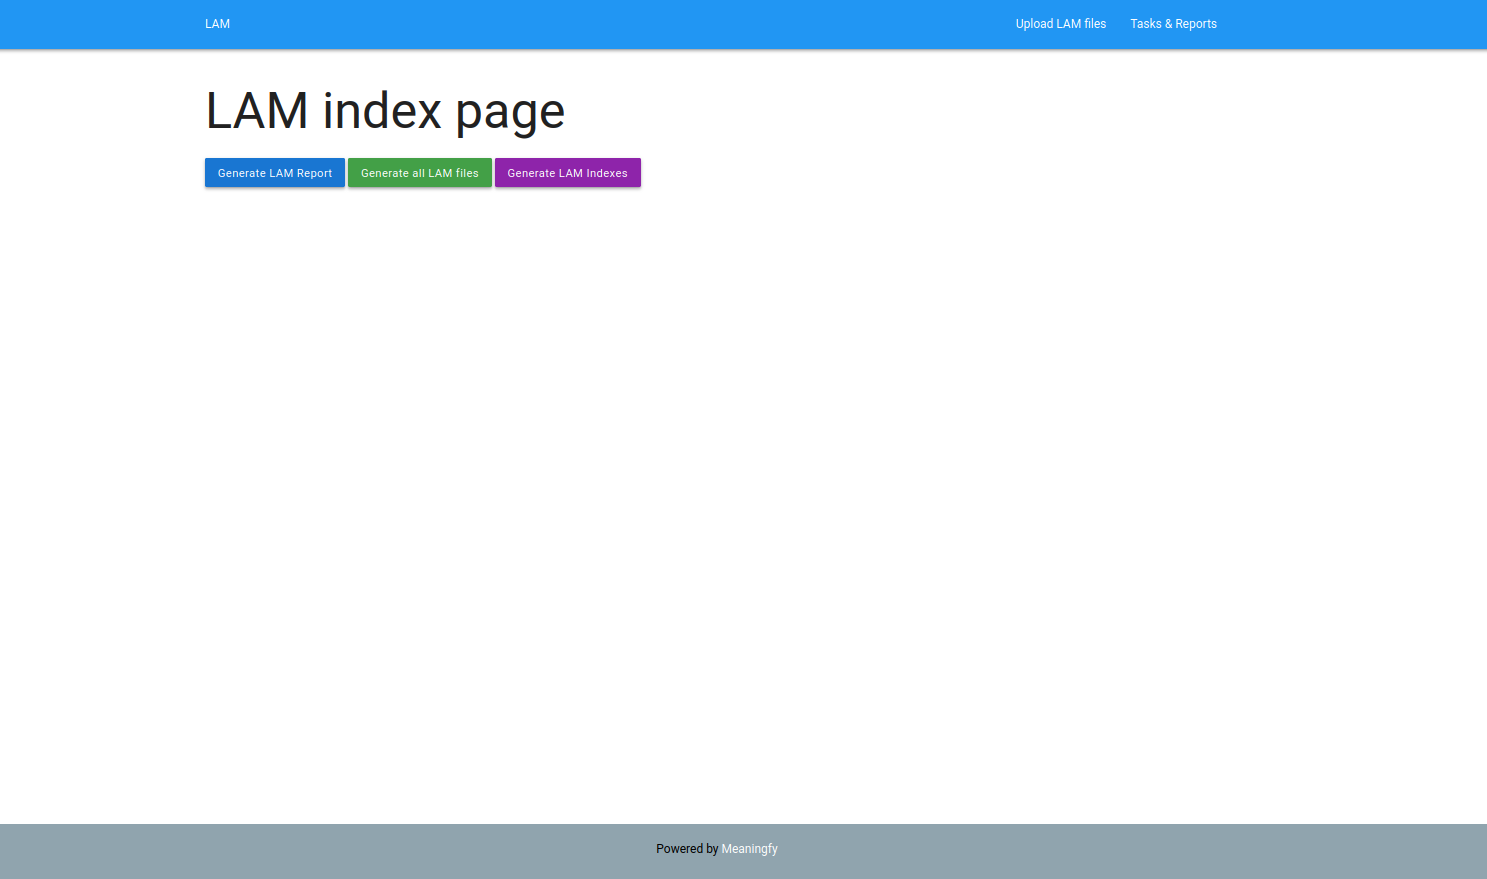 LAM Upload LAM files Tasks & Reports
LAM index page
Generate LAM Report Generate all LAM files Generate LAM Indexes
Powered by Meaningfy